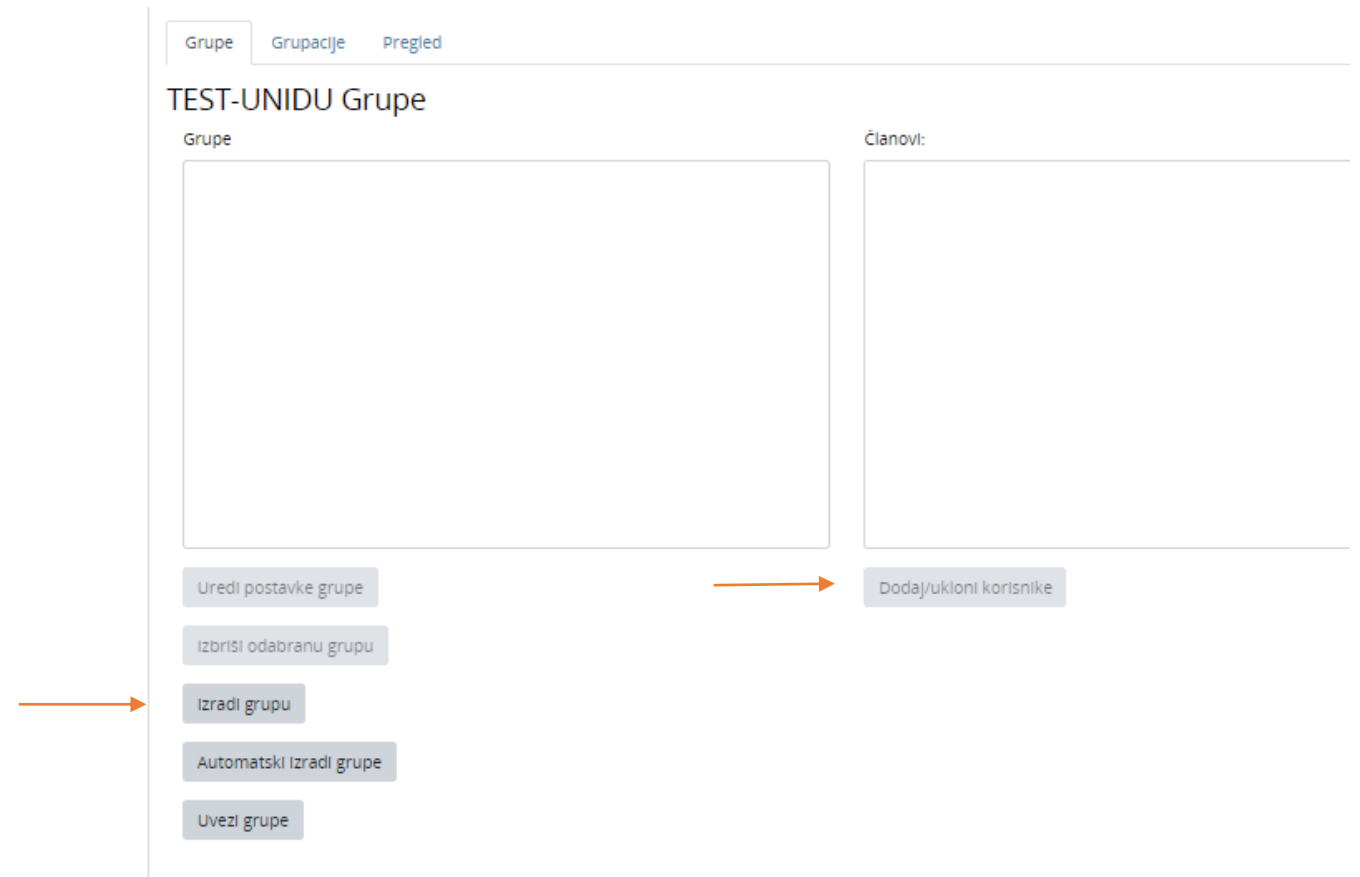 Grupe Grupacije Pregled
TEST-UNIDU Grupe
Grupe
Članovi:
Uredi postavke grupe
Dodaj/ukloni korisnike
Izbriši odabranu grupu
Izradi grupu
Automatski izradi grupe
Uvezi grupe